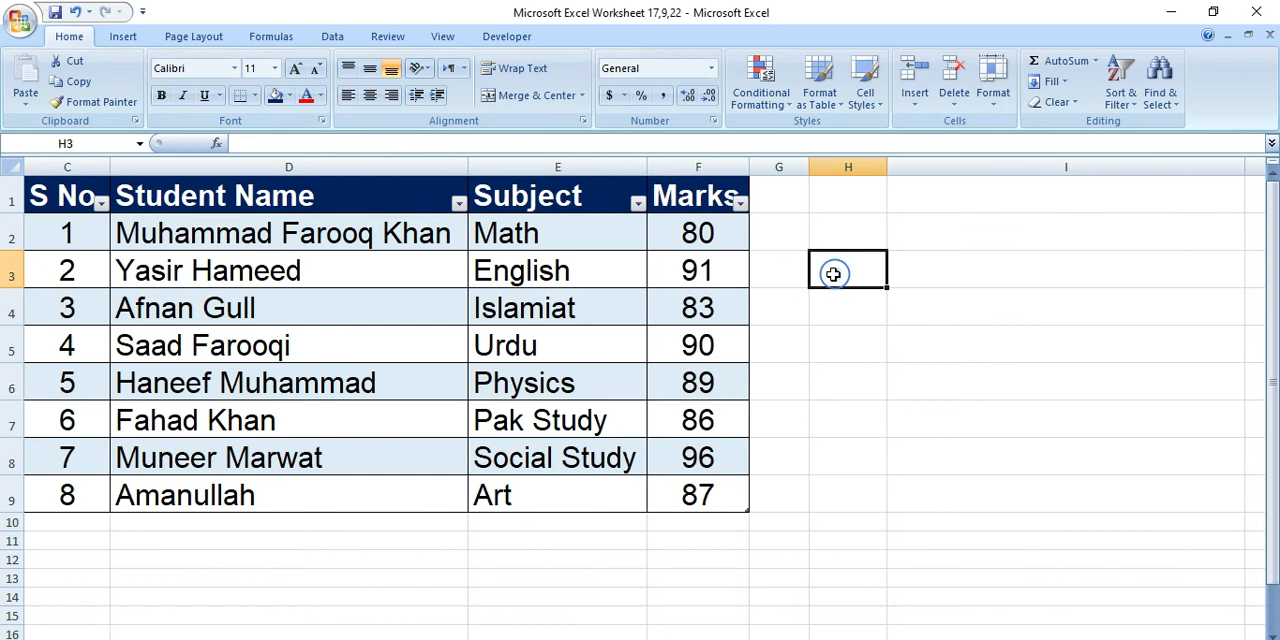 Microsoft Excel Worksheet 17,9,22 - Microsoft Excel
Home Insert Page Layout Formulas Data Review View Developer
Paste
Cut
Copy
Format Painter
Clipboard
Calibri 11 A A
B I U A
Font
Wrap Text
Merge & Center
Alignment
General
$ % ,
Number
Conditional Formatting
Format as Table
Cell Styles
Styles
Insert Delete Format
Cells
Σ AutoSum
Fill
Clear
Sort & Filter
Find & Select
Editing
H3 fx
C D E F G H I
1 S No Student Name Subject Marks
2 1 Muhammad Farooq Khan Math 80
3 2 Yasir Hameed English 91
4 3 Afnan Gull Islamiat 83
5 4 Saad Farooqi Urdu 90
6 5 Haneef Muhammad Physics 89
7 6 Fahad Khan Pak Study 86
8 7 Muneer Marwat Social Study 96
9 8 Amanullah Art 87
10
11
12
13
14
15
16